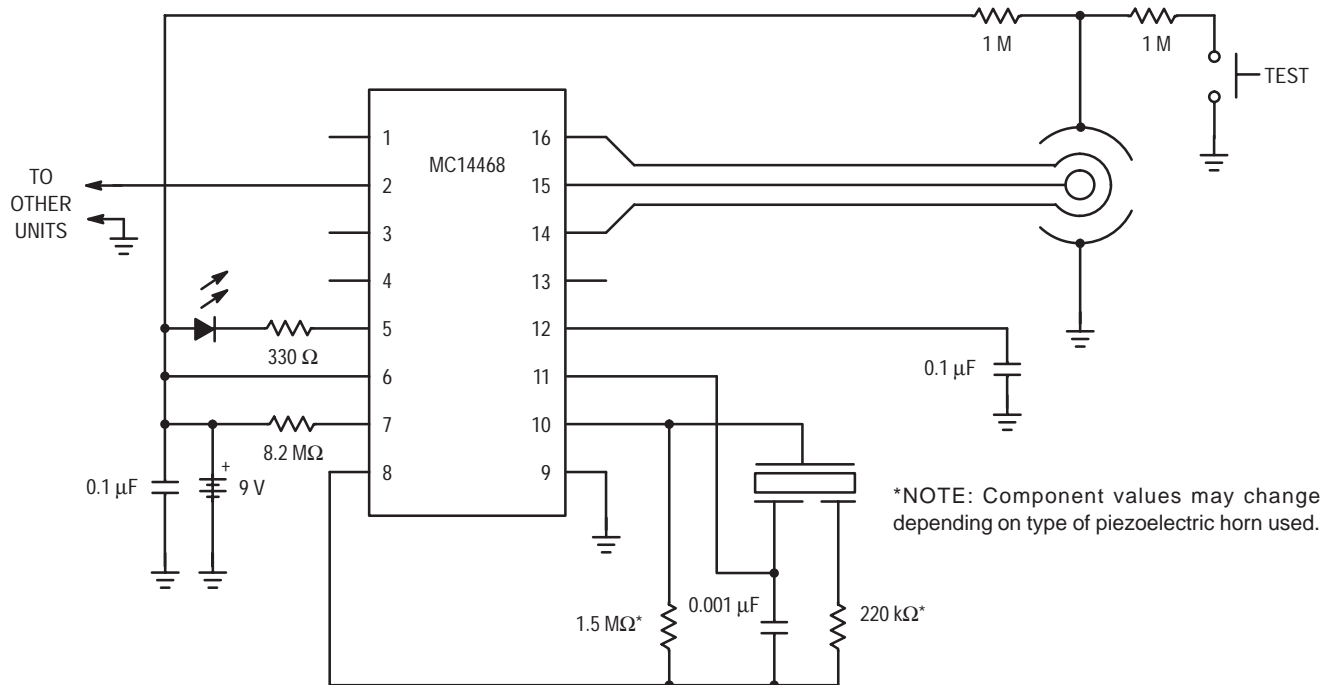 1 M
1 M
TEST
MC14468
1
2
3
4
5
6
7
8
16
15
14
13
12
11
10
9
TO
OTHER
UNITS
330 Ω
8.2 MΩ
0.1 µF
+
9 V
0.1 µF
1.5 MΩ*
0.001 µF
220 kΩ*
*NOTE: Component values may change
depending on type of piezoelectric horn used.